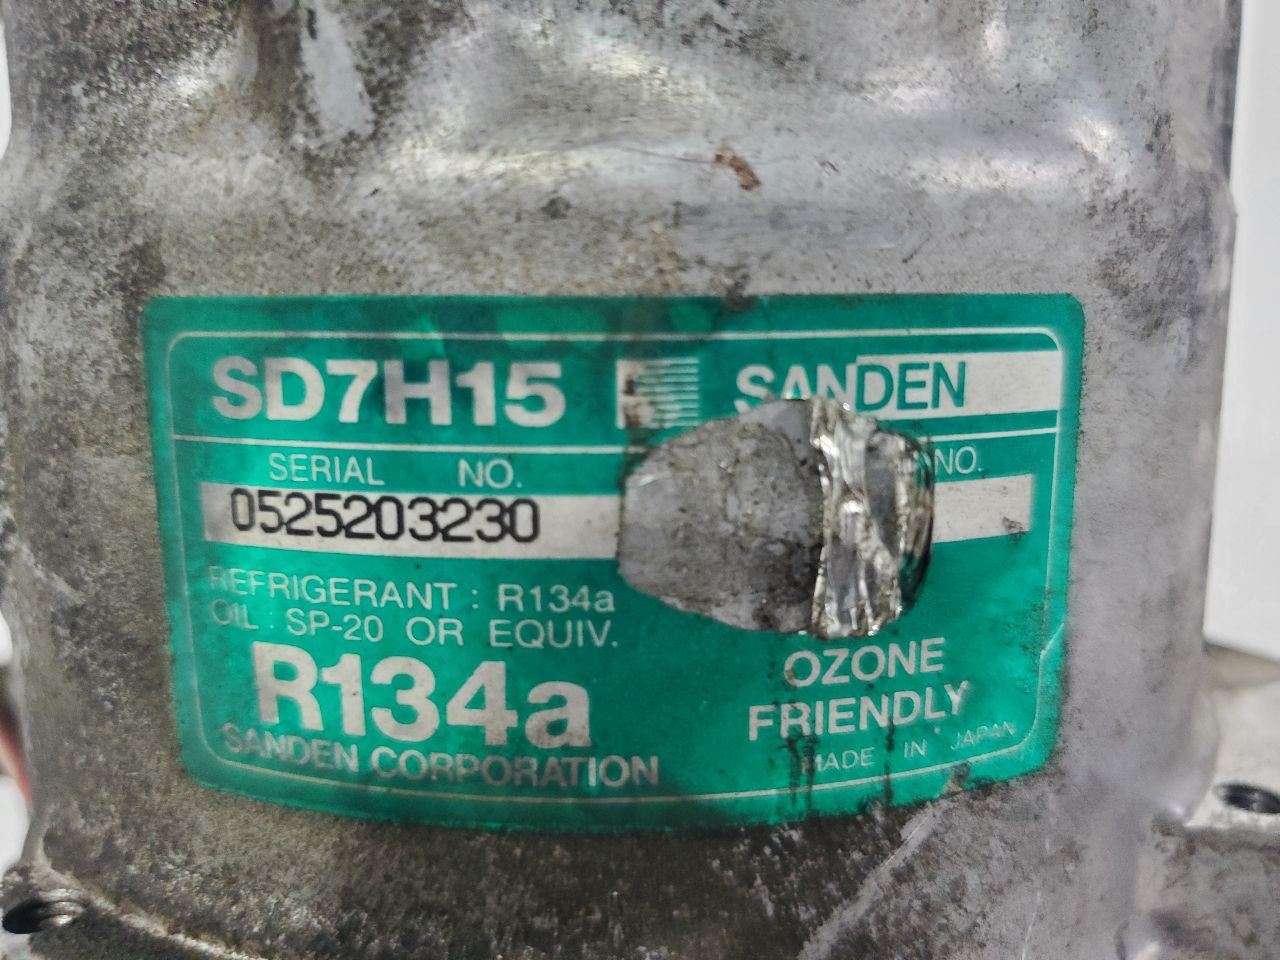 SD7H15 SANDEN
SERIAL NO. NO.
0525203230
REFRIGERANT : R134a
OIL : SP-20 OR EQUIV.
R134a
SANDEN CORPORATION
OZONE
FRIENDLY
MADE IN JAPAN